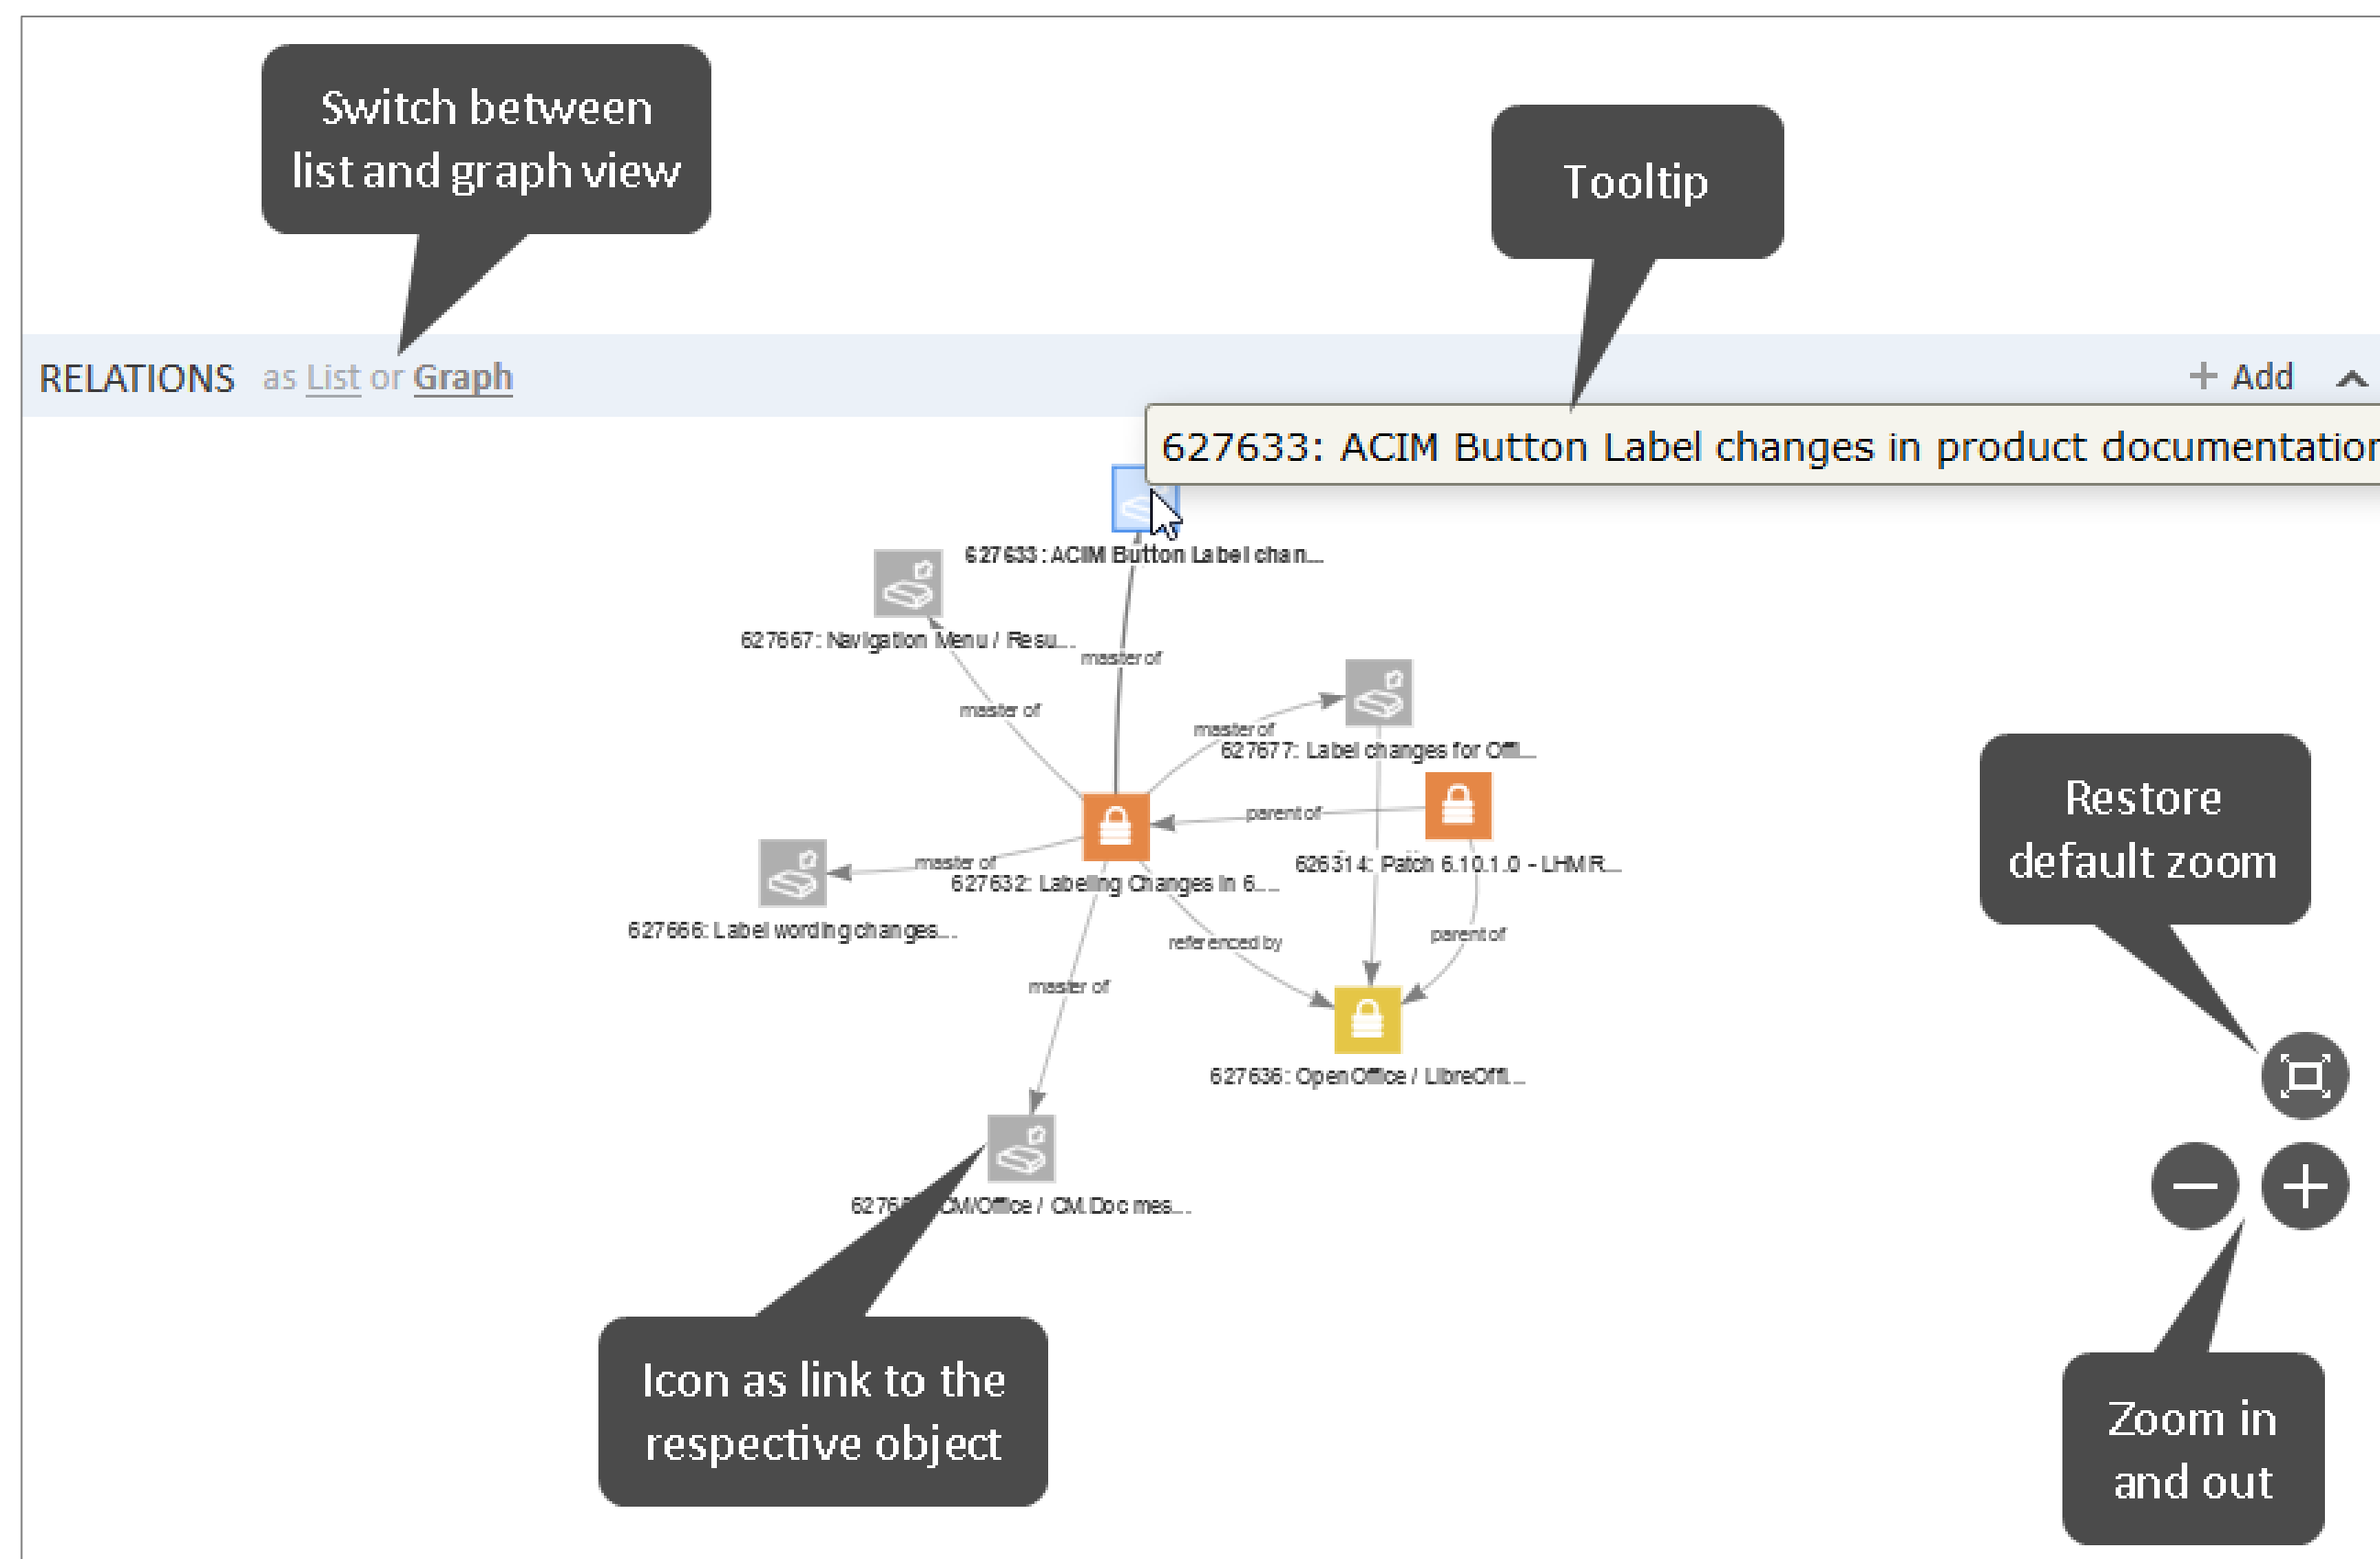 Switch between
list and graph view
Tooltip
RELATIONS as List or Graph
+ Add
627633: ACIM Button Label changes in product documentation
627633: ACIM Button Label chan...
627667: Navigation Menu / Resu...
master of
master of
master of
627677: Label changes for Offi...
parent of
master of
627632: Labeling Changes in 6....
626314: Patch 6.10.1.0 - LHM R...
627666: Label wording changes...
referenced by
parent of
master of
627636: OpenOffice / LibreOffi...
CM/Office / CM.Doc mes...
Restore
default zoom
Icon as link to the
respective object
Zoom in
and out